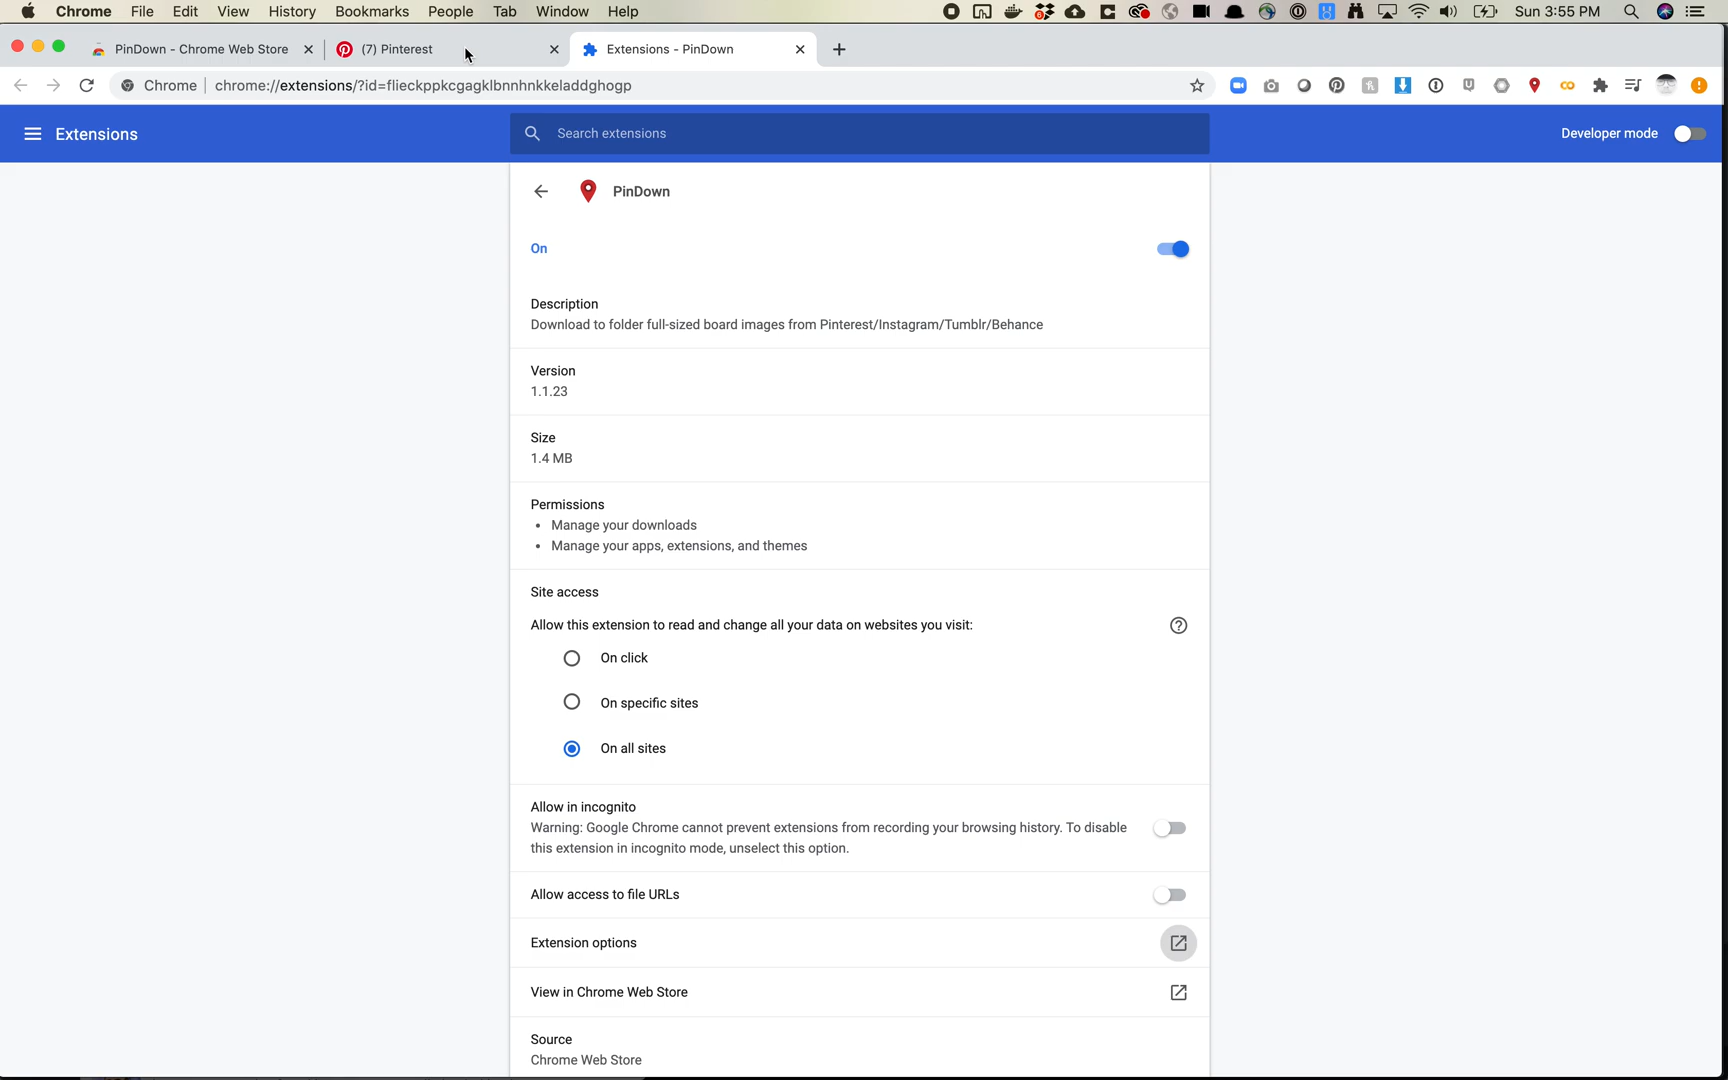 Chrome File Edit View History Bookmarks People Tab Window Help Sun 3:55 PM
PinDown - Chrome Web Store (7) Pinterest Extensions - PinDown
Chrome chrome://extensions/?id=flieckppkcgagklbnnhnkkeladdghogp
Extensions Search extensions Developer mode
PinDown
On
Description
Download to folder full-sized board images from Pinterest/Instagram/Tumblr/Behance
Version
1.1.23
Size
1.4 MB
Permissions
• Manage your downloads
• Manage your apps, extensions, and themes
Site access
Allow this extension to read and change all your data on websites you visit:
On click
On specific sites
On all sites
Allow in incognito
Warning: Google Chrome cannot prevent extensions from recording your browsing history. To disable
this extension in incognito mode, unselect this option.
Allow access to file URLs
Extension options
View in Chrome Web Store
Source
Chrome Web Store